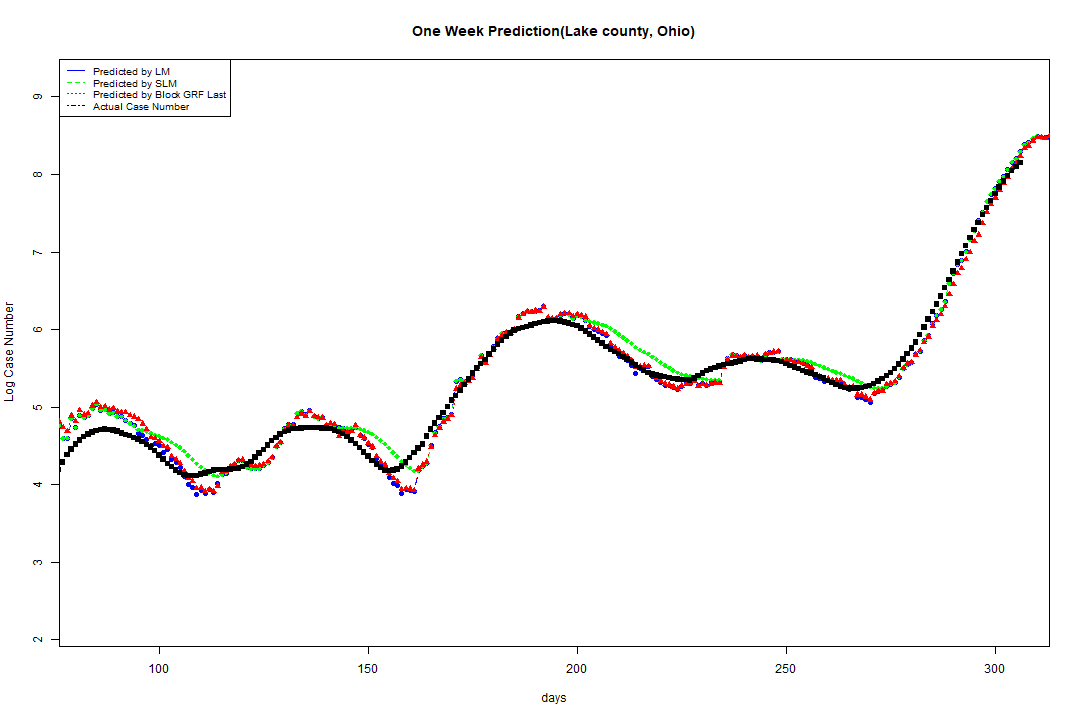 One Week Prediction(Lake county, Ohio)
Predicted by LM
Predicted by SLM
Predicted by Block GRF Last
Actual Case Number
9
8
7
6
5
4
3
2
Log Case Number
100 150 200 250 300
days